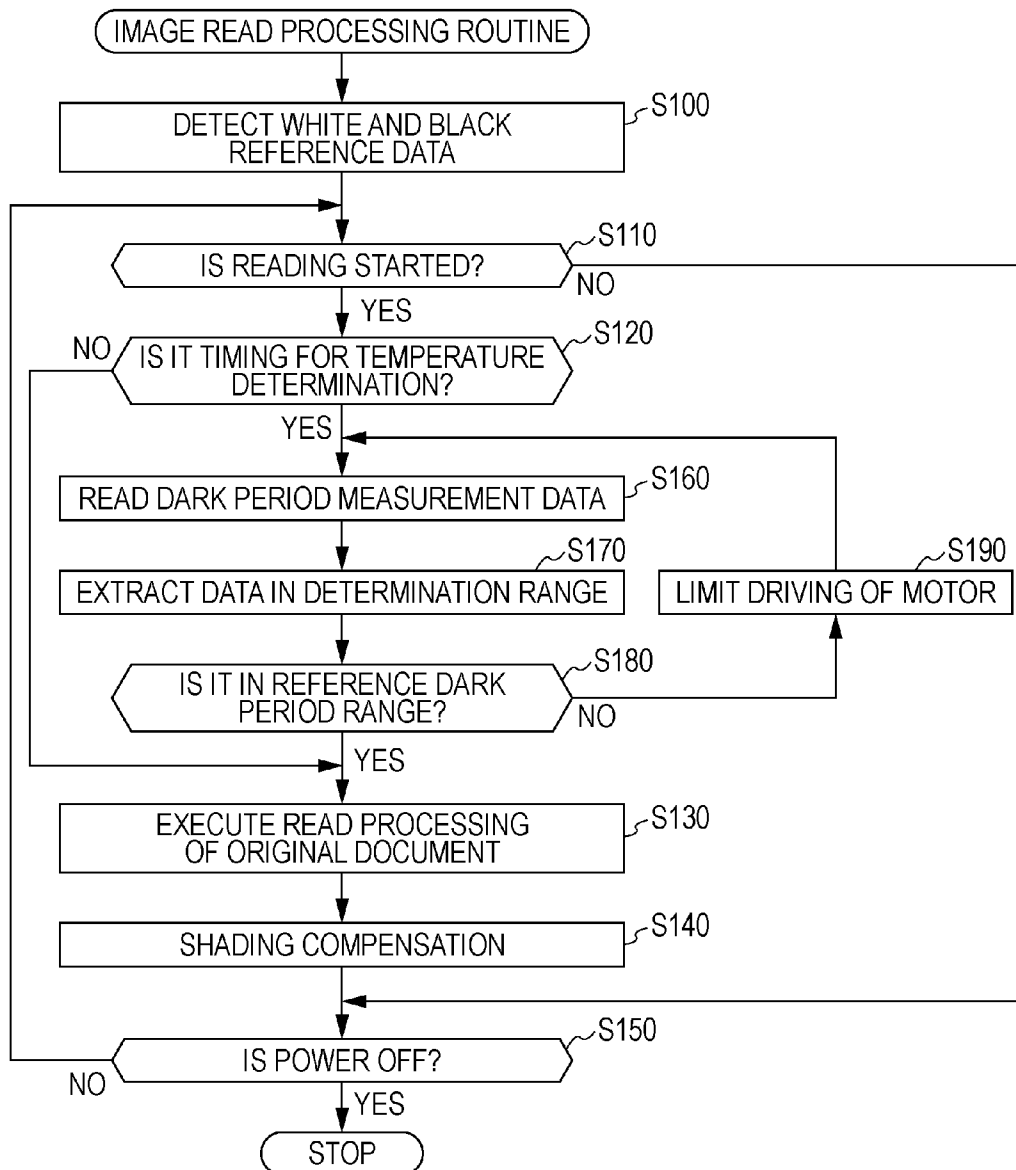 IMAGE READ PROCESSING ROUTINE
S100
DETECT WHITE AND BLACK
REFERENCE DATA
S110
IS READING STARTED?
NO
YES
S120
NO
IS IT TIMING FOR TEMPERATURE
DETERMINATION?
YES
S160
READ DARK PERIOD MEASUREMENT DATA
S170
EXTRACT DATA IN DETERMINATION RANGE
S190
LIMIT DRIVING OF MOTOR
S180
IS IT IN REFERENCE DARK
PERIOD RANGE?
NO
YES
S130
EXECUTE READ PROCESSING
OF ORIGINAL DOCUMENT
S140
SHADING COMPENSATION
S150
IS POWER OFF?
NO
YES
STOP